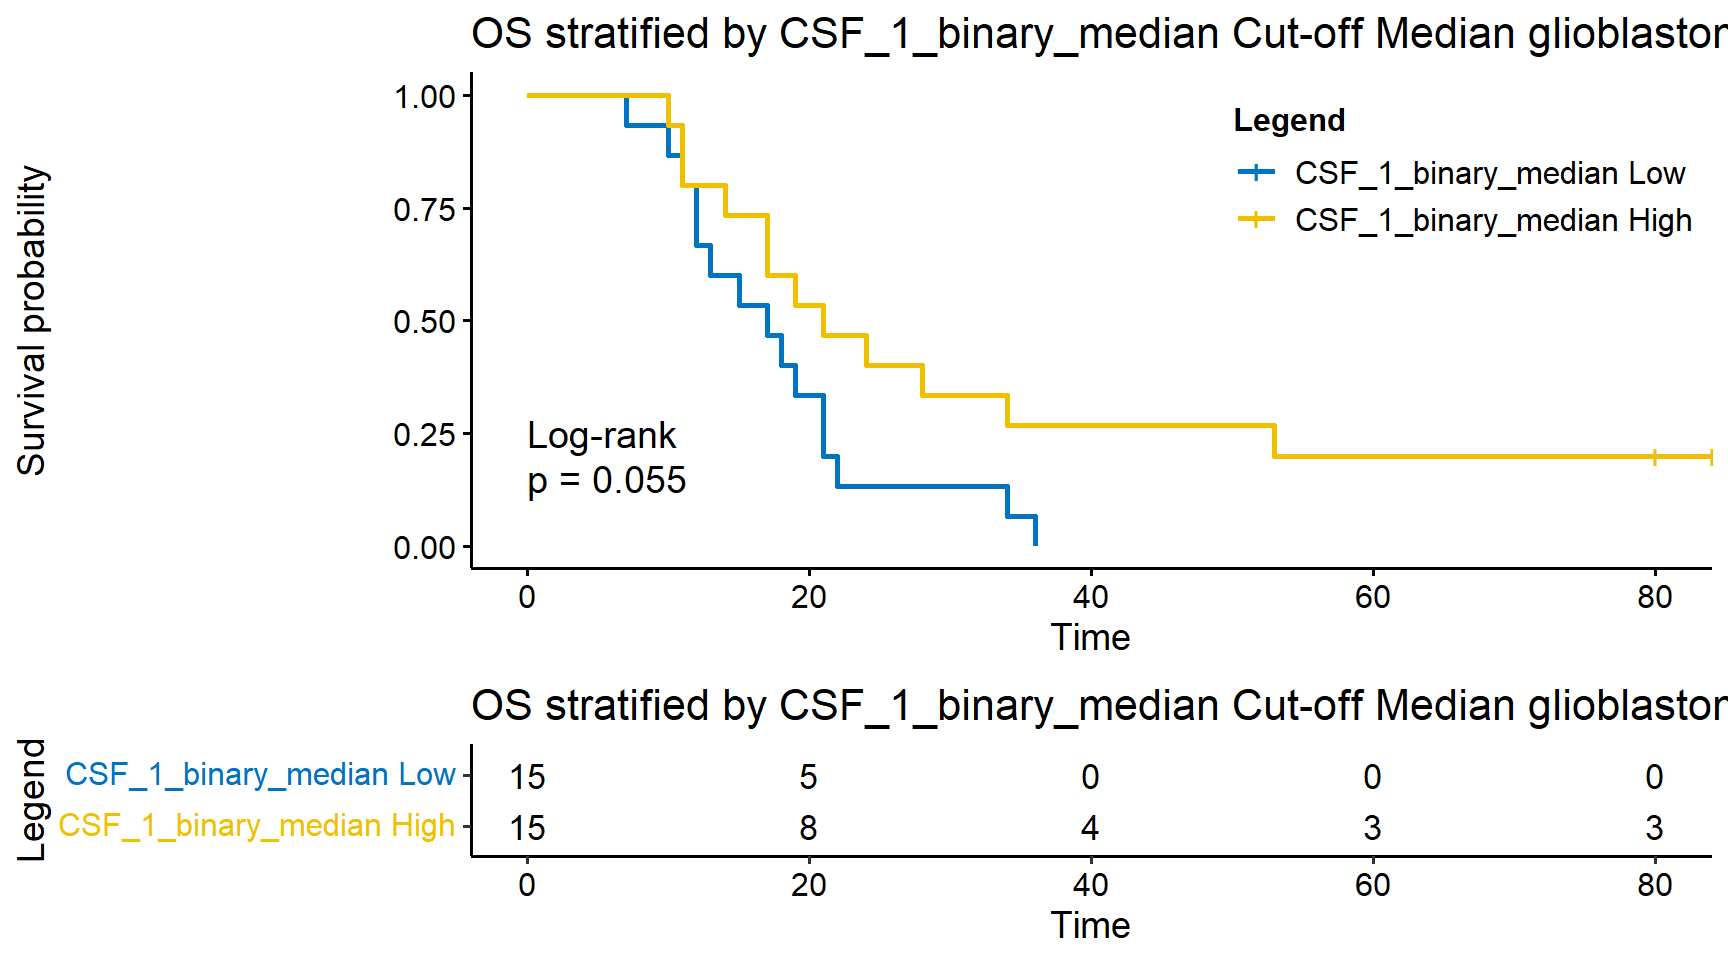 OS stratified by CSF_1_binary_median Cut-off Median glioblastom
Survival probability
1.00
0.75
0.50
0.25
0.00
Legend
CSF_1_binary_median Low
CSF_1_binary_median High
Log-rank
p = 0.055
0 20 40 60 80
Time
OS stratified by CSF_1_binary_median Cut-off Median glioblastom
Legend
CSF_1_binary_median Low 15 5 0 0 0
CSF_1_binary_median High 15 8 4 3 3
0 20 40 60 80
Time